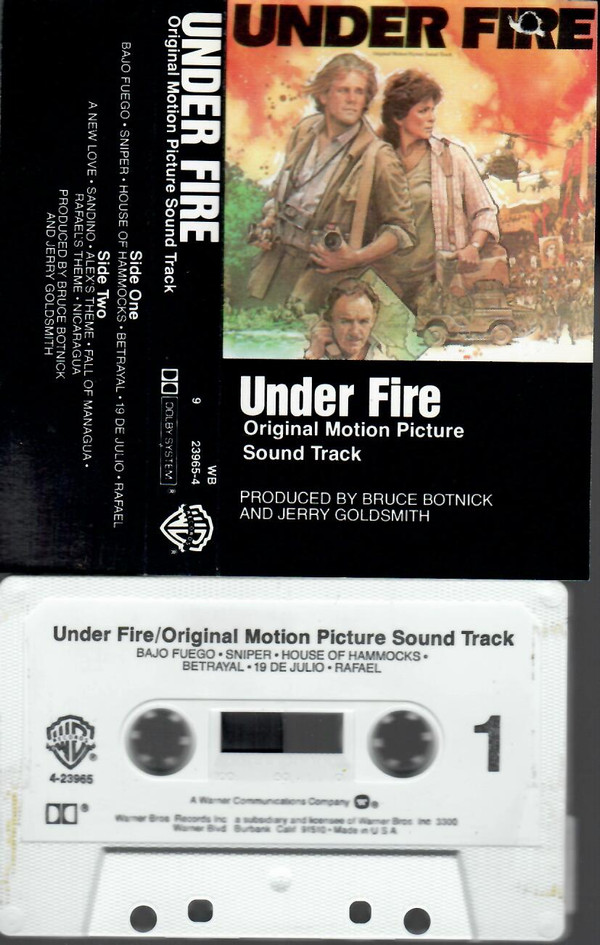 UNDER FIRE
Original Motion Picture Sound Track
Side One
BAJO FUEGO • SNIPER • HOUSE OF HAMMOCKS • BETRAYAL • 19 DE JULIO • RAFAEL
Side Two
A NEW LOVE • SANDINO • ALEX'S THEME • FALL OF MANAGUA •
RAFAEL'S THEME • NICARAGUA
PRODUCED BY BRUCE BOTNICK
AND JERRY GOLDSMITH
DOLBY SYSTEM ®
WB
9 23965-4
RECORDS
UNDER FIRE
Original Motion Picture Sound Track
Under Fire
Original Motion Picture
Sound Track
PRODUCED BY BRUCE BOTNICK
AND JERRY GOLDSMITH
Under Fire/Original Motion Picture Sound Track
BAJO FUEGO • SNIPER • HOUSE OF HAMMOCKS •
BETRAYAL • 19 DE JULIO • RAFAEL
RECORDS ®
4-23965
1
®
A Warner Communications Company ®
Warner Bros. Records Inc. a subsidiary and licensee of Warner Bros. Inc. 3300
Warner Blvd. Burbank Calif. 91510 • Made in U.S.A.